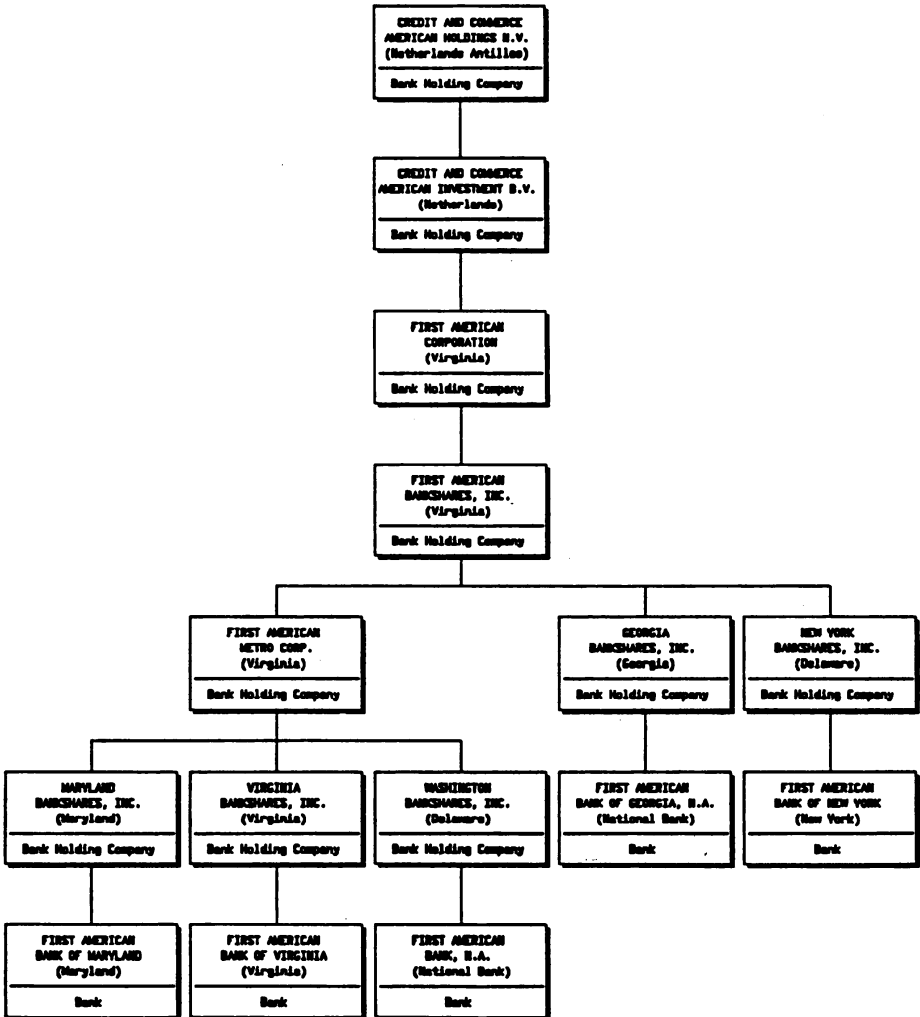 CREDIT AND COMMERCE
AMERICAN HOLDINGS N.V.
(Netherlands Antilles)
Bank Holding Company
CREDIT AND COMMERCE
AMERICAN INVESTMENT B.V.
(Netherlands)
Bank Holding Company
FIRST AMERICAN
CORPORATION
(Virginia)
Bank Holding Company
FIRST AMERICAN
BANKSHARES, INC.
(Virginia)
Bank Holding Company
FIRST AMERICAN
METRO CORP.
(Virginia)
Bank Holding Company
GEORGIA
BANKSHARES, INC.
(Georgia)
Bank Holding Company
NEW YORK
BANKSHARES, INC.
(Delaware)
Bank Holding Company
MARYLAND
BANKSHARES, INC.
(Maryland)
Bank Holding Company
VIRGINIA
BANKSHARES, INC.
(Virginia)
Bank Holding Company
WASHINGTON
BANKSHARES, INC.
(Delaware)
Bank Holding Company
FIRST AMERICAN
BANK OF GEORGIA, N.A.
(National Bank)
Bank
FIRST AMERICAN
BANK OF NEW YORK
(New York)
Bank
FIRST AMERICAN
BANK OF MARYLAND
(Maryland)
Bank
FIRST AMERICAN
BANK OF VIRGINIA
(Virginia)
Bank
FIRST AMERICAN
BANK, N.A.
(National Bank)
Bank